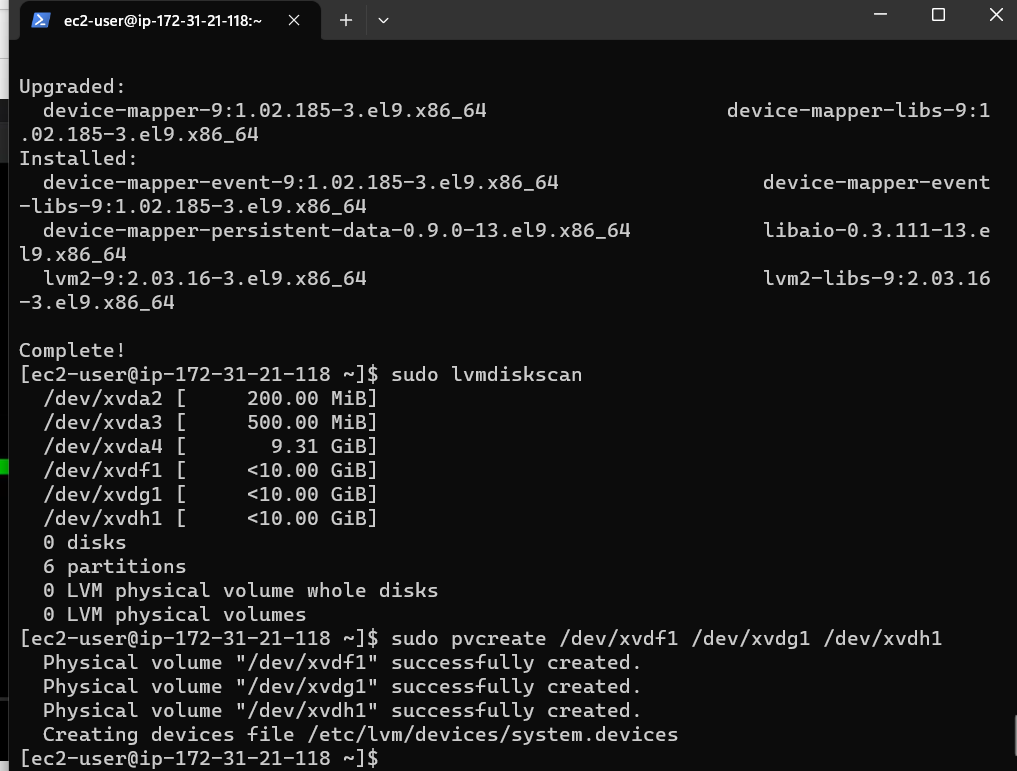 ec2-user@ip-172-31-21-118:~
Upgraded:
  device-mapper-9:1.02.185-3.el9.x86_64                    device-mapper-libs-9:1
.02.185-3.el9.x86_64
Installed:
  device-mapper-event-9:1.02.185-3.el9.x86_64                 device-mapper-event
-libs-9:1.02.185-3.el9.x86_64
  device-mapper-persistent-data-0.9.0-13.el9.x86_64           libaio-0.3.111-13.e
l9.x86_64
  lvm2-9:2.03.16-3.el9.x86_64                                 lvm2-libs-9:2.03.16
-3.el9.x86_64
Complete!
[ec2-user@ip-172-31-21-118 ~]$ sudo lvmdiskscan
  /dev/xvda2 [     200.00 MiB]
  /dev/xvda3 [     500.00 MiB]
  /dev/xvda4 [       9.31 GiB]
  /dev/xvdf1 [     <10.00 GiB]
  /dev/xvdg1 [     <10.00 GiB]
  /dev/xvdh1 [     <10.00 GiB]
  0 disks
  6 partitions
  0 LVM physical volume whole disks
  0 LVM physical volumes
[ec2-user@ip-172-31-21-118 ~]$ sudo pvcreate /dev/xvdf1 /dev/xvdg1 /dev/xvdh1
  Physical volume "/dev/xvdf1" successfully created.
  Physical volume "/dev/xvdg1" successfully created.
  Physical volume "/dev/xvdh1" successfully created.
  Creating devices file /etc/lvm/devices/system.devices
[ec2-user@ip-172-31-21-118 ~]$